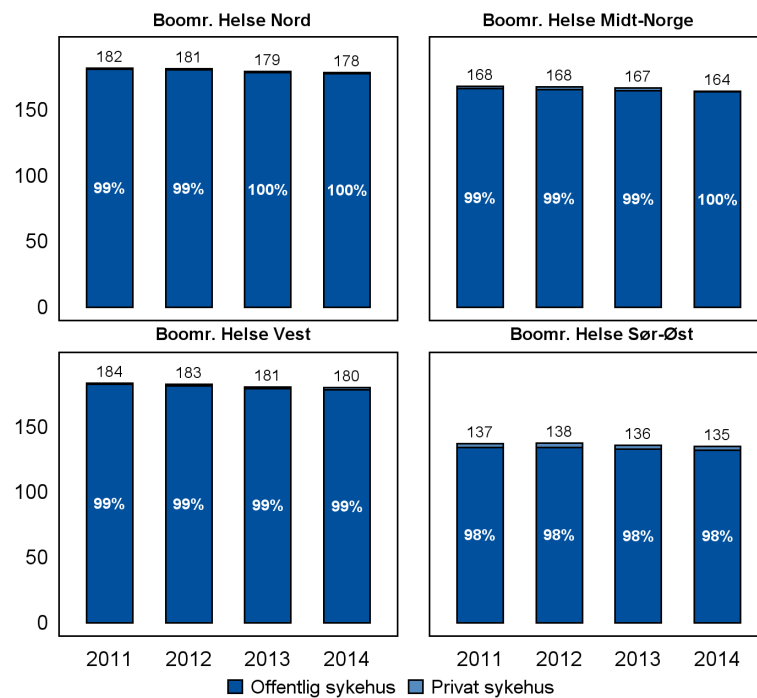 Boomr. Helse Nord
Boomr. Helse Midt-Norge
182 181 179 178
168 168 167 164
150
100
50
0
99% 99% 100% 100%
99% 99% 99% 100%
Boomr. Helse Vest
Boomr. Helse Sør-Øst
184 183 181 180
137 138 136 135
150
100
50
0
99% 99% 99% 99%
98% 98% 98% 98%
2011 2012 2013 2014
2011 2012 2013 2014
Offentlig sykehus Privat sykehus